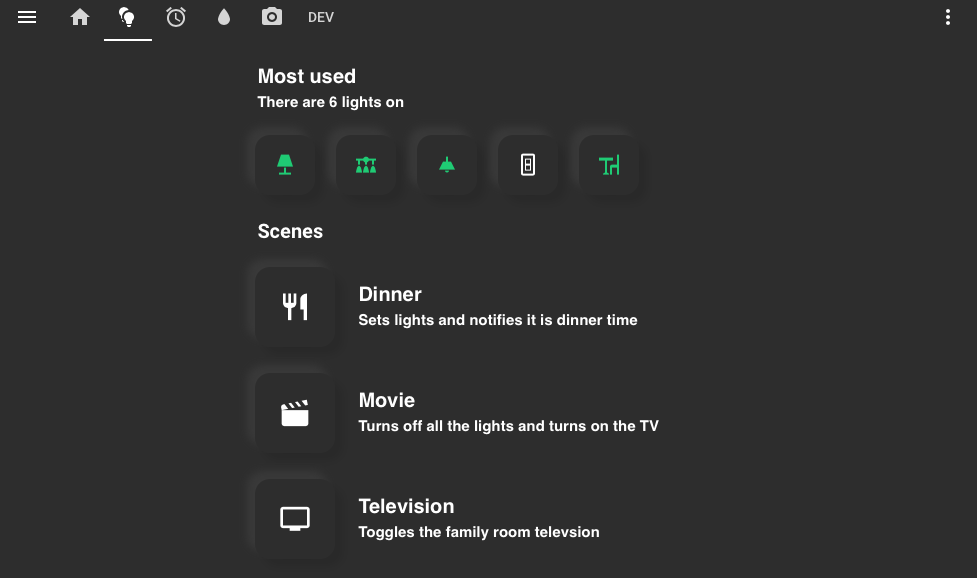 DEV
Most used
There are 6 lights on
Scenes
Dinner
Sets lights and notifies it is dinner time
Movie
Turns off all the lights and turns on the TV
Television
Toggles the family room televsion